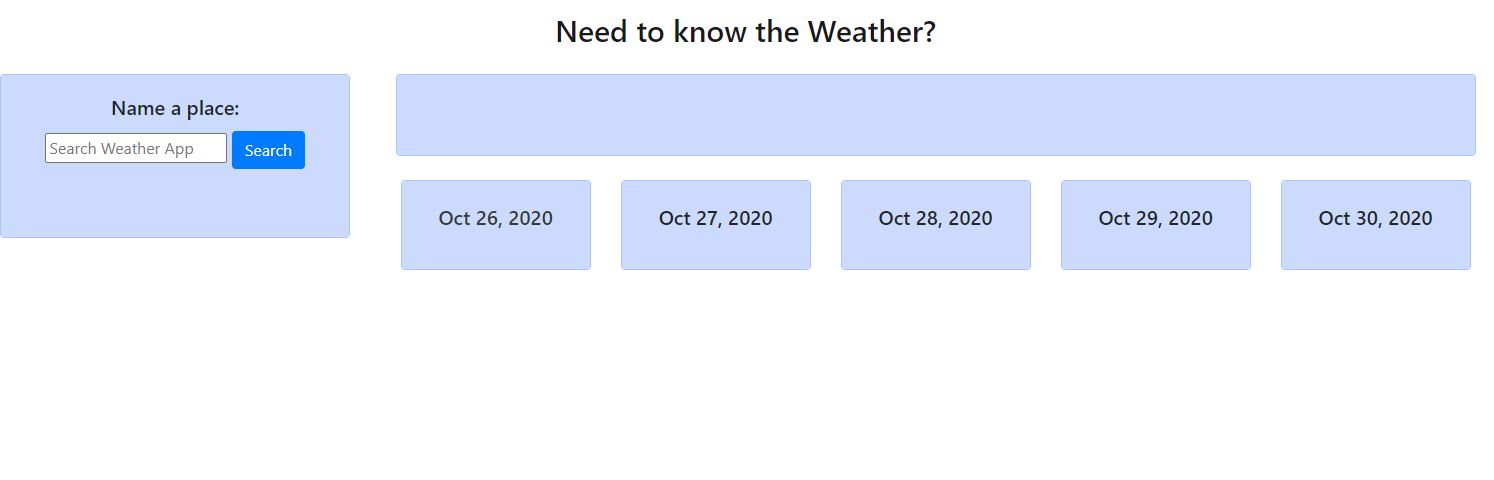 Need to know the Weather?
Name a place:
Search Weather App
Search
Oct 26, 2020
Oct 27, 2020
Oct 28, 2020
Oct 29, 2020
Oct 30, 2020